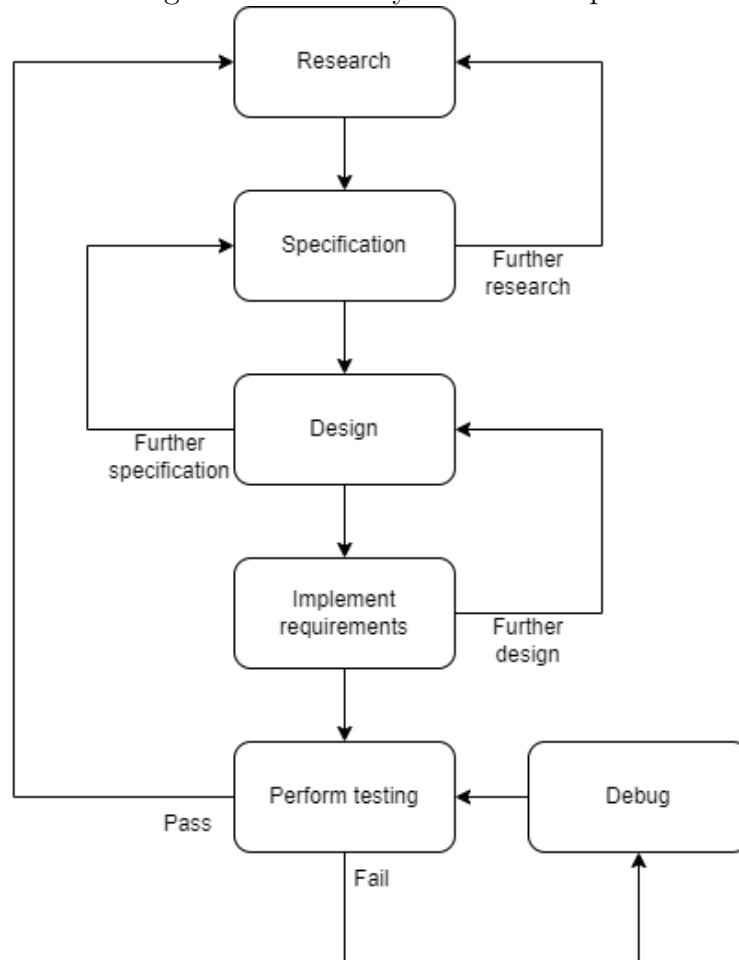 Research
Specification
Further
research
Design
Further
specification
Implement
requirements
Further
design
Perform testing
Debug
Pass
Fail